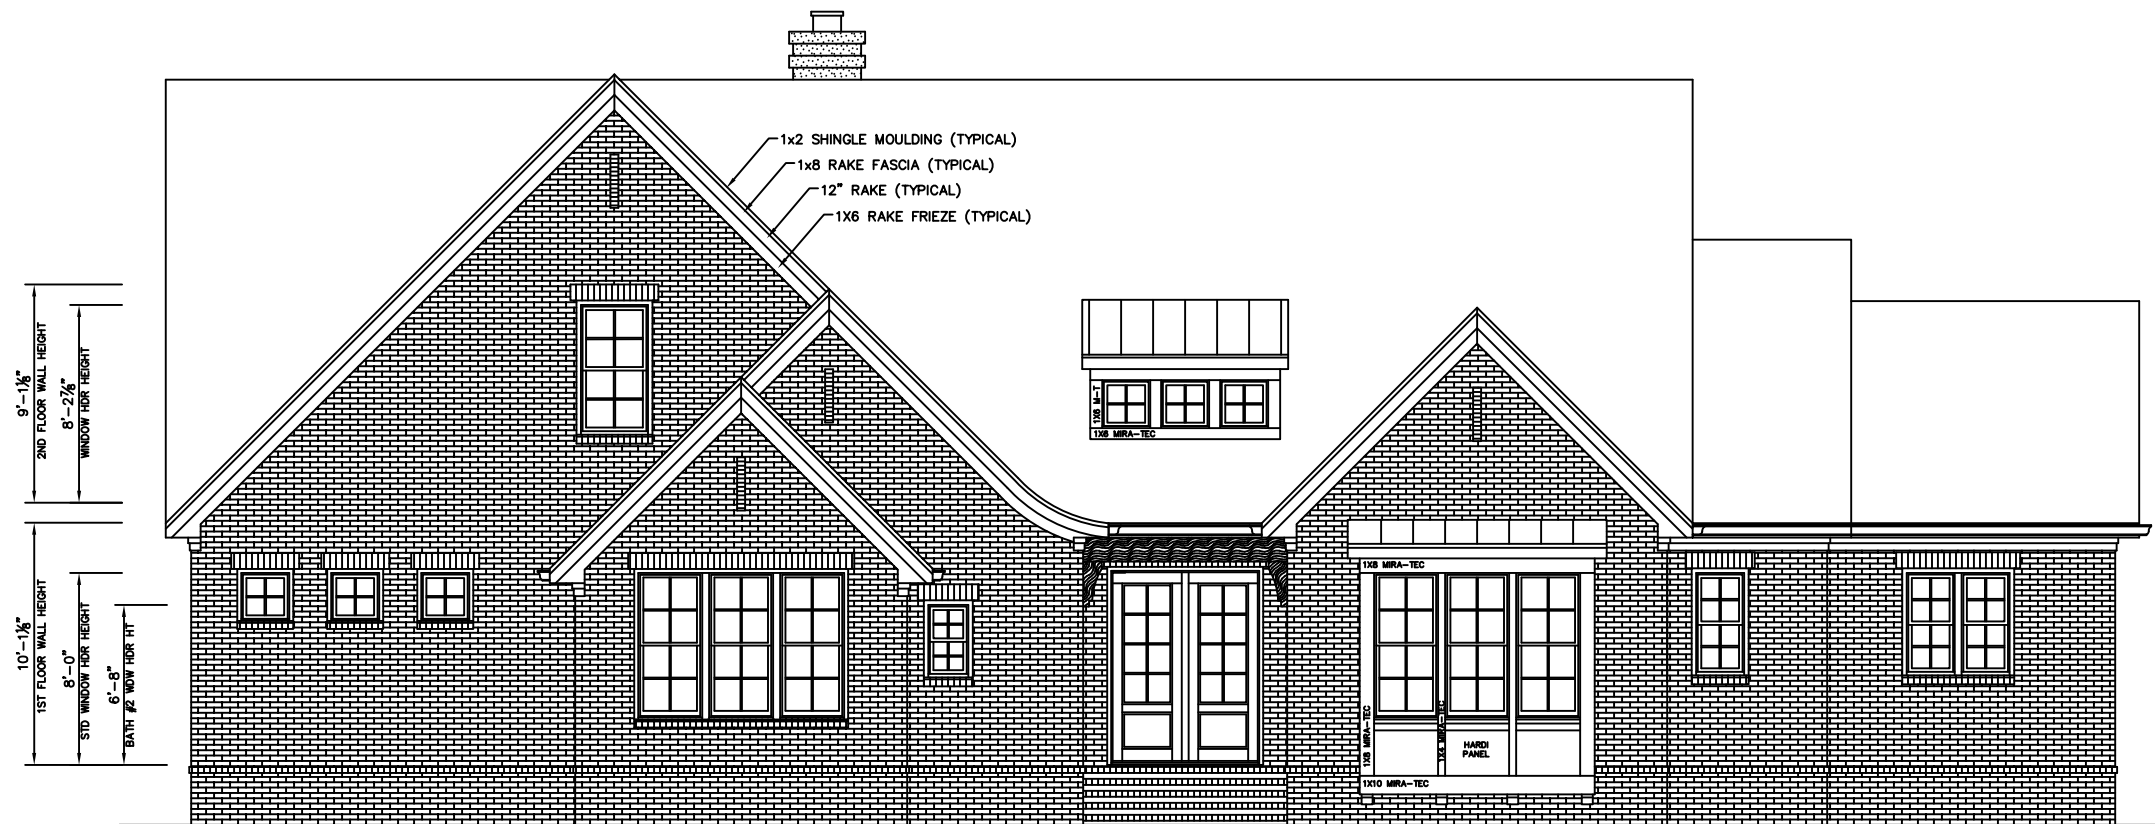 1x2 SHINGLE MOULDING (TYPICAL)
1x8 RAKE FASCIA (TYPICAL)
12" RAKE (TYPICAL)
1X6 RAKE FRIEZE (TYPICAL)
9'-1⅛"
2ND FLOOR WALL HEIGHT
8'-2⅞"
WINDOW HDR HEIGHT
10'-1⅛"
1ST FLOOR WALL HEIGHT
8'-0"
STD WINDOW HDR HEIGHT
6'-8"
BATH #2 WDW HDR HT
1X6 M-T
1X6 MIRA-TEC
1X8 MIRA-TEC
1X8 MIRA-TEC
1X4 MIRA-TEC
HARDI
PANEL
1X10 MIRA-TEC